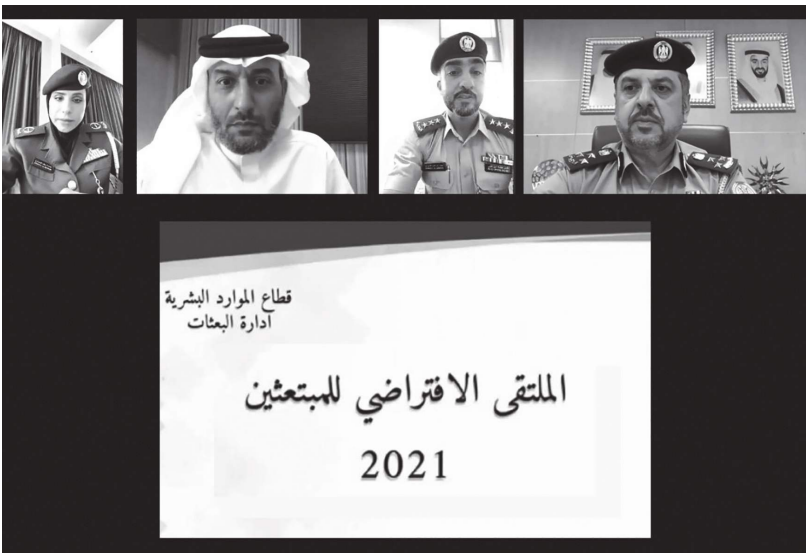 قطاع الموارد البشرية
ادارة البعثات
الملتقى الافتراضي للمبتعثين
2021